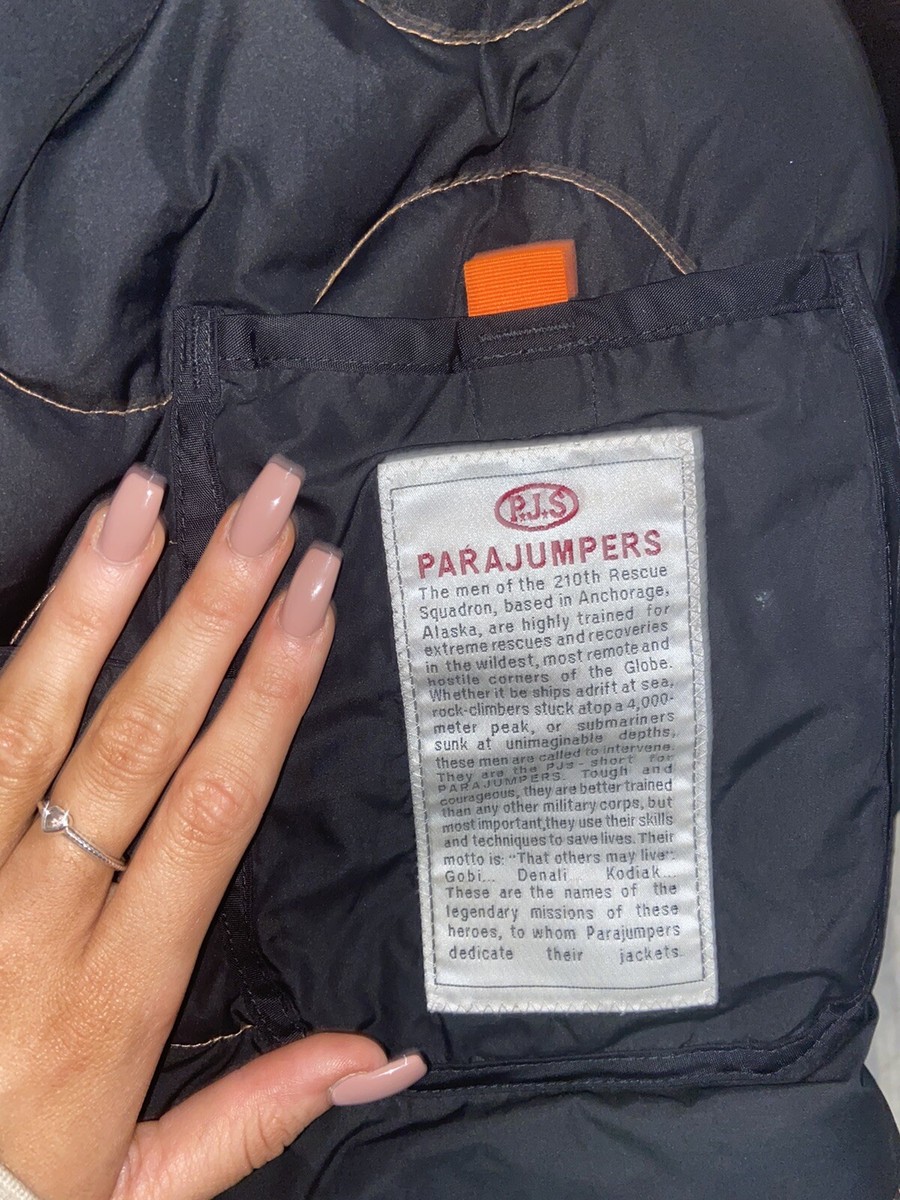 P.J.S
PARAJUMPERS
The men of the 210th Rescue
Squadron, based in Anchorage,
Alaska, are highly trained for
extreme rescues and recoveries
in the wildest, most remote and
hostile corners of the Globe.
Whether it be ships adrift at sea,
rock-climbers stuck atop a 4,000-
meter peak, or submariners
sunk at unimaginable depths,
these men are called to intervene.
They are the PJs - short for
PARAJUMPERS. Tough and
courageous, they are better trained
than any other military corps, but
most important,they use their skills
and techniques to save lives. Their
motto is: "That others may live".
Gobi... Denali... Kodiak...
These are the names of the
legendary missions of these
heroes, to whom Parajumpers
dedicate their jackets.